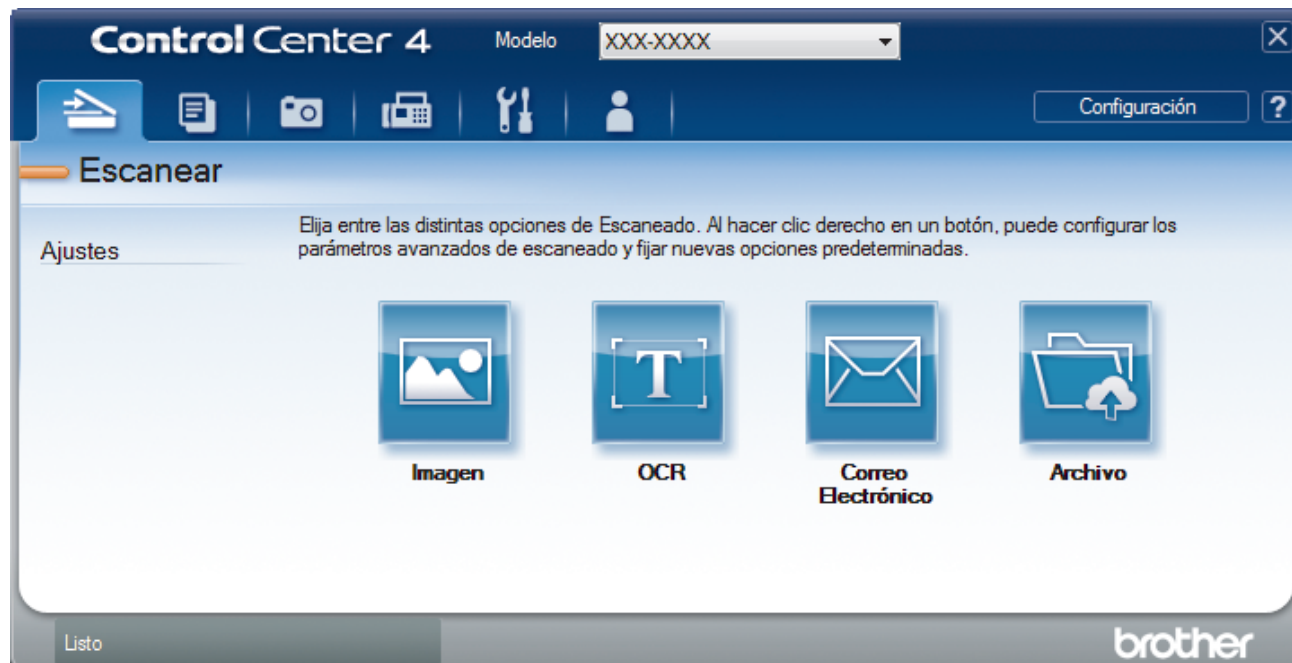 Control Center 4
Modelo
XXX-XXXX
Configuración
?
Escanear
Ajustes
Elija entre las distintas opciones de Escaneado. Al hacer clic derecho en un botón, puede configurar los
parámetros avanzados de escaneado y fijar nuevas opciones predeterminadas.
T
Imagen
OCR
Correo
Electrónico
Archivo
Listo
brother